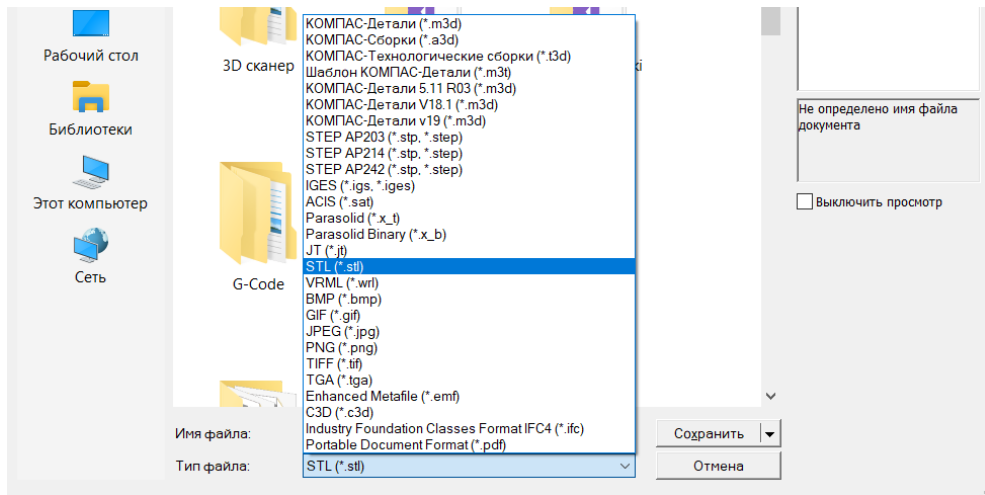 Рабочий стол
Библиотеки
Этот компьютер
Сеть
3D сканер
G-Code
КОМПАС-Детали (*.m3d)
КОМПАС-Сборки (*.a3d)
КОМПАС-Технологические сборки (*.t3d)
Шаблон КОМПАС-Детали (*.m3t)
КОМПАС-Детали 5.11 R03 (*.m3d)
КОМПАС-Детали V18.1 (*.m3d)
КОМПАС-Детали v19 (*.m3d)
STEP AP203 (*.stp, *.step)
STEP AP214 (*.stp, *.step)
STEP AP242 (*.stp, *.step)
IGES (*.igs, *.iges)
ACIS (*.sat)
Parasolid (*.x_t)
Parasolid Binary (*.x_b)
JT (*.jt)
STL (*.stl)
VRML (*.wrl)
BMP (*.bmp)
GIF (*.gif)
JPEG (*.jpg)
PNG (*.png)
TIFF (*.tif)
TGA (*.tga)
Enhanced Metafile (*.emf)
C3D (*.c3d)
Industry Foundation Classes Format IFC4 (*.ifc)
Portable Document Format (*.pdf)
Имя файла:
Сохранить
Тип файла:
STL (*.stl)
Отмена
Не определено имя файла
документа
Выключить просмотр